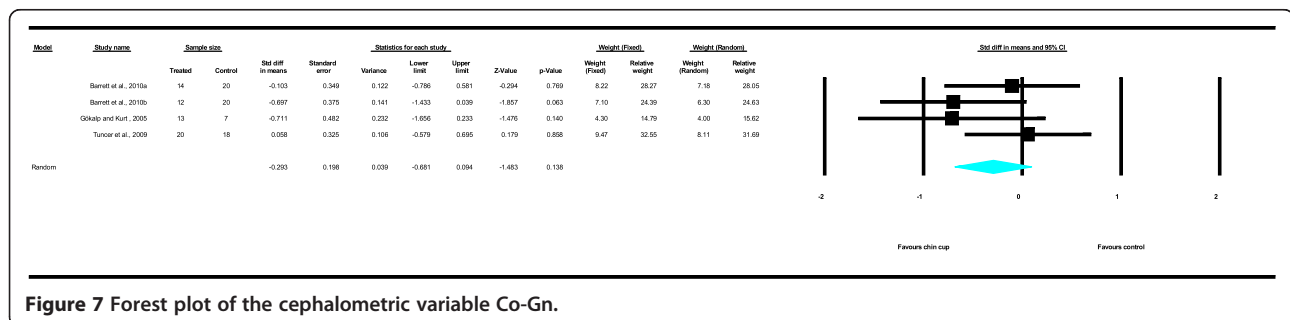 Model Study name Sample size Statistics for each study Weight (Fixed) Weight (Random) Std diff in means and 95% CI
Treated Control Std diff in means Standard error Variance Lower limit Upper limit Z-Value p-Value Weight (Fixed) Relative weight Weight (Random) Relative weight
Barrett et al., 2010a 14 20 -0.103 0.349 0.122 -0.786 0.581 -0.294 0.769 8.22 28.27 7.18 28.05
Barrett et al., 2010b 12 20 -0.697 0.375 0.141 -1.433 0.039 -1.857 0.063 7.10 24.39 6.30 24.63
Gökalp and Kurt, 2005 13 7 -0.711 0.482 0.232 -1.656 0.233 -1.476 0.140 4.30 14.79 4.00 15.62
Tuncer et al., 2009 20 18 0.058 0.325 0.106 -0.579 0.695 0.179 0.858 9.47 32.55 8.11 31.69
Random -0.293 0.198 0.039 -0.681 0.094 -1.483 0.138
-2 -1 0 1 2
Favours chin cup Favours control
Figure 7 Forest plot of the cephalometric variable Co-Gn.